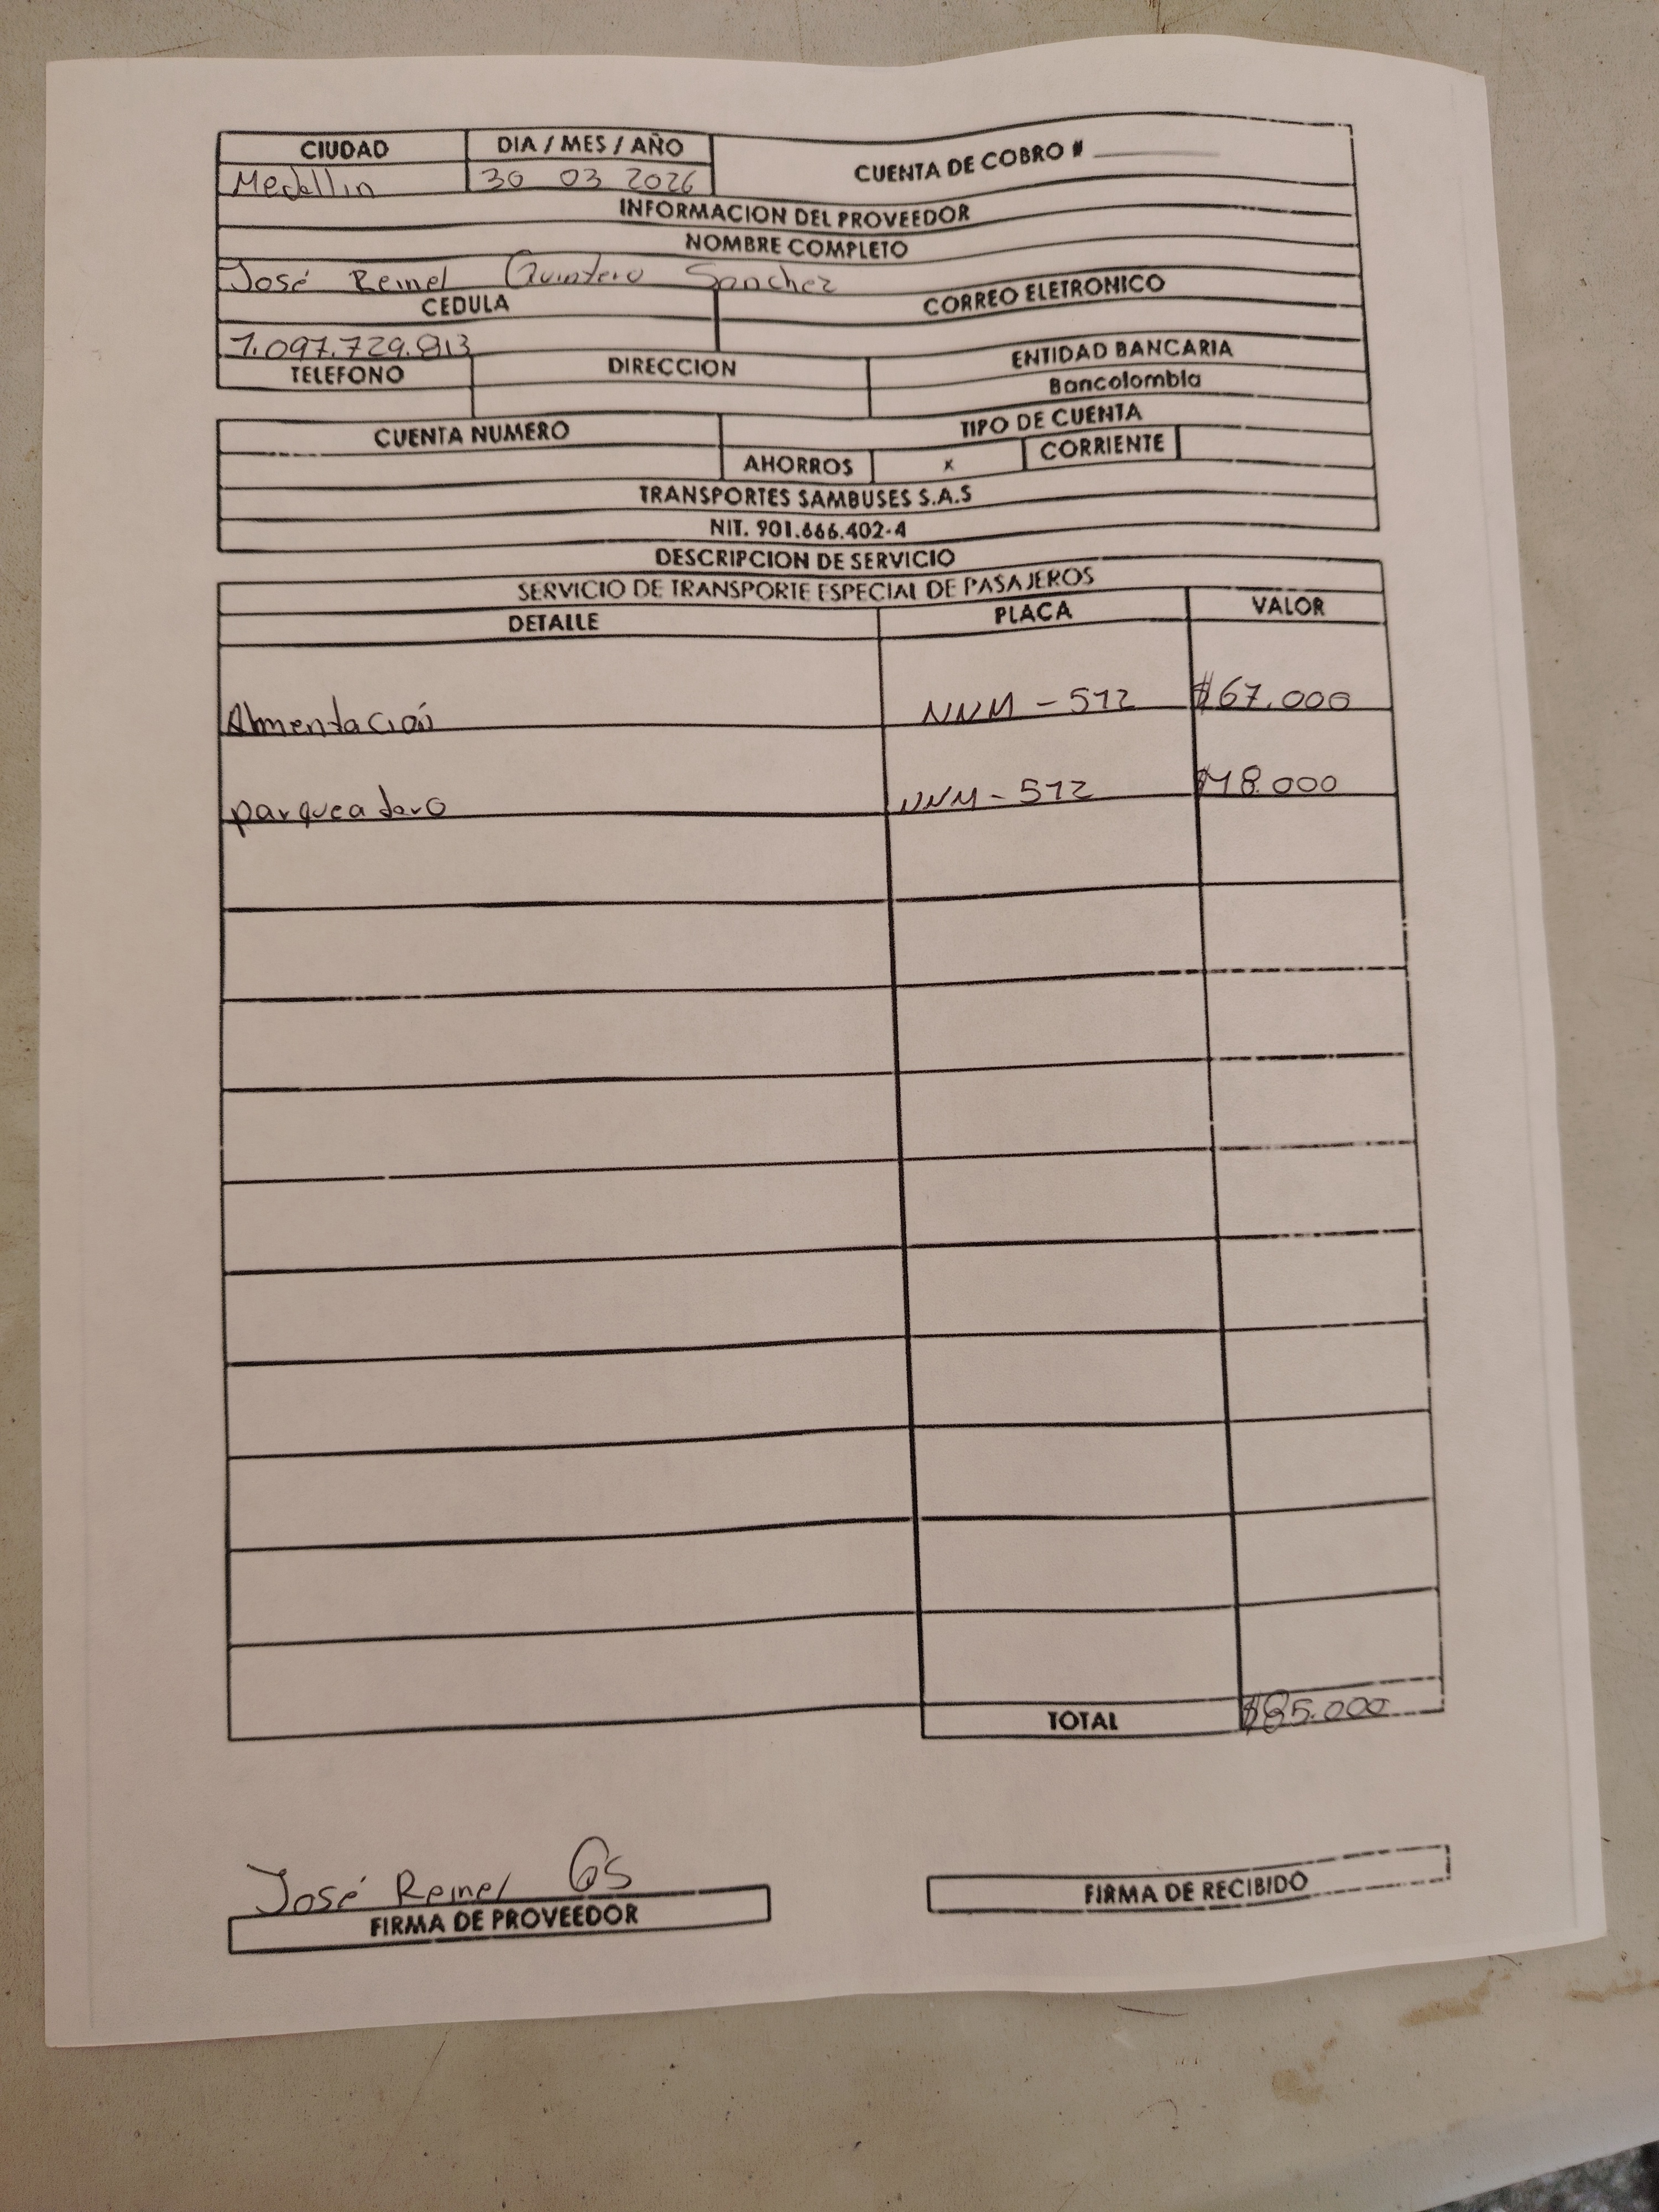 CIUDAD DIA / MES / AÑO CUENTA DE COBRO #
Medellin 30 03 2026
INFORMACION DEL PROVEEDOR
NOMBRE COMPLETO
José Reinel Quintero Sanchez
CEDULA CORREO ELETRONICO
1.097.729.813
TELEFONO DIRECCION ENTIDAD BANCARIA
Bancolombia
CUENTA NUMERO TIPO DE CUENTA
AHORROS x CORRIENTE
TRANSPORTES SAMBUSES S.A.S
NIT. 901.666.402-4
DESCRIPCION DE SERVICIO
SERVICIO DE TRANSPORTE ESPECIAL DE PASAJEROS
DETALLE PLACA VALOR
Alimentación NNM - 512 $67.000
parqueadero NNM - 512 $18.000
TOTAL $85.000
José Reinel QS
FIRMA DE PROVEEDOR FIRMA DE RECIBIDO